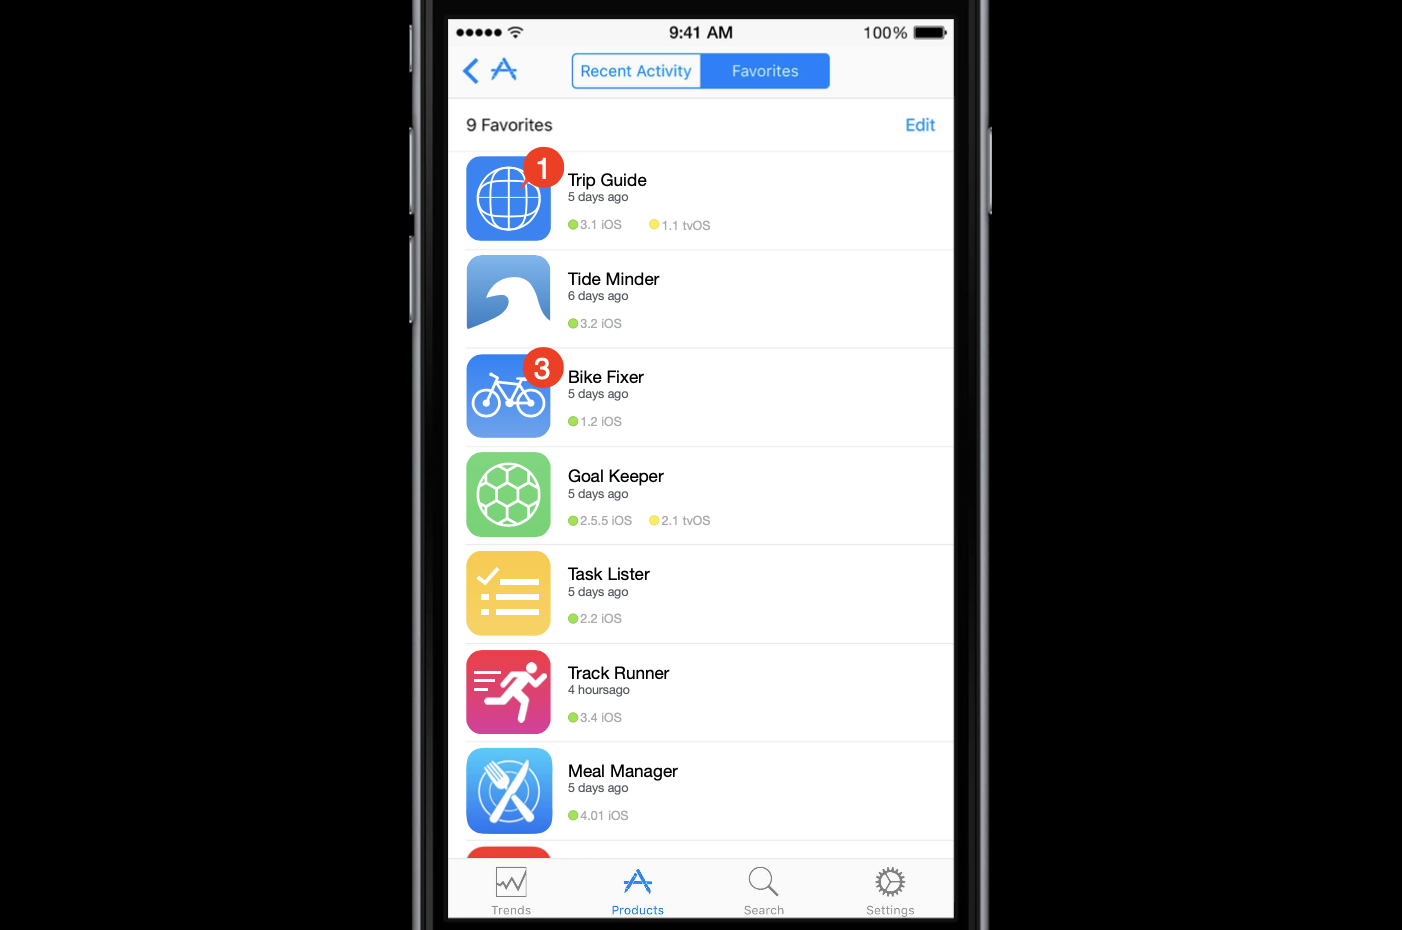 9:41 AM
100%
Recent Activity
Favorites
9 Favorites
Edit
1
Trip Guide
5 days ago
3.1 iOS
1.1 tvOS
Tide Minder
6 days ago
3.2 iOS
3
Bike Fixer
5 days ago
1.2 iOS
Goal Keeper
5 days ago
2.5.5 iOS
2.1 tvOS
Task Lister
5 days ago
2.2 iOS
Track Runner
4 hoursago
3.4 iOS
Meal Manager
5 days ago
4.01 iOS
Trends
Products
Search
Settings